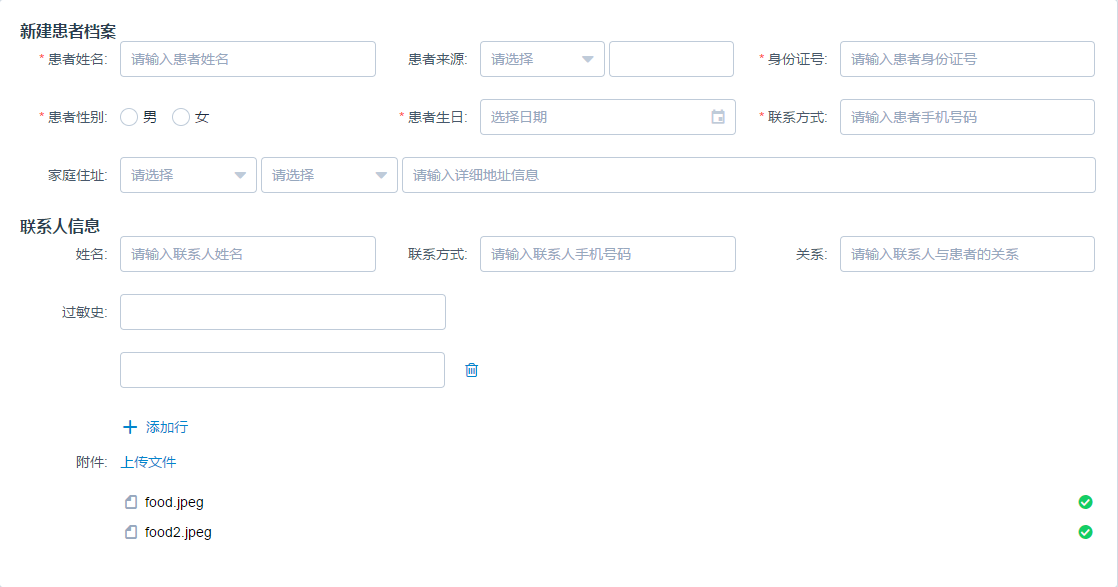 新建患者档案
* 患者姓名: 请输入患者姓名 患者来源: 请选择 * 身份证号: 请输入患者身份证号
* 患者性别: 男 女 * 患者生日: 选择日期 * 联系方式: 请输入患者手机号码
家庭住址: 请选择 请选择 请输入详细地址信息
联系人信息
姓名: 请输入联系人姓名 联系方式: 请输入联系人手机号码 关系: 请输入联系人与患者的关系
过敏史:
添加行
附件: 上传文件
food.jpeg
food2.jpeg